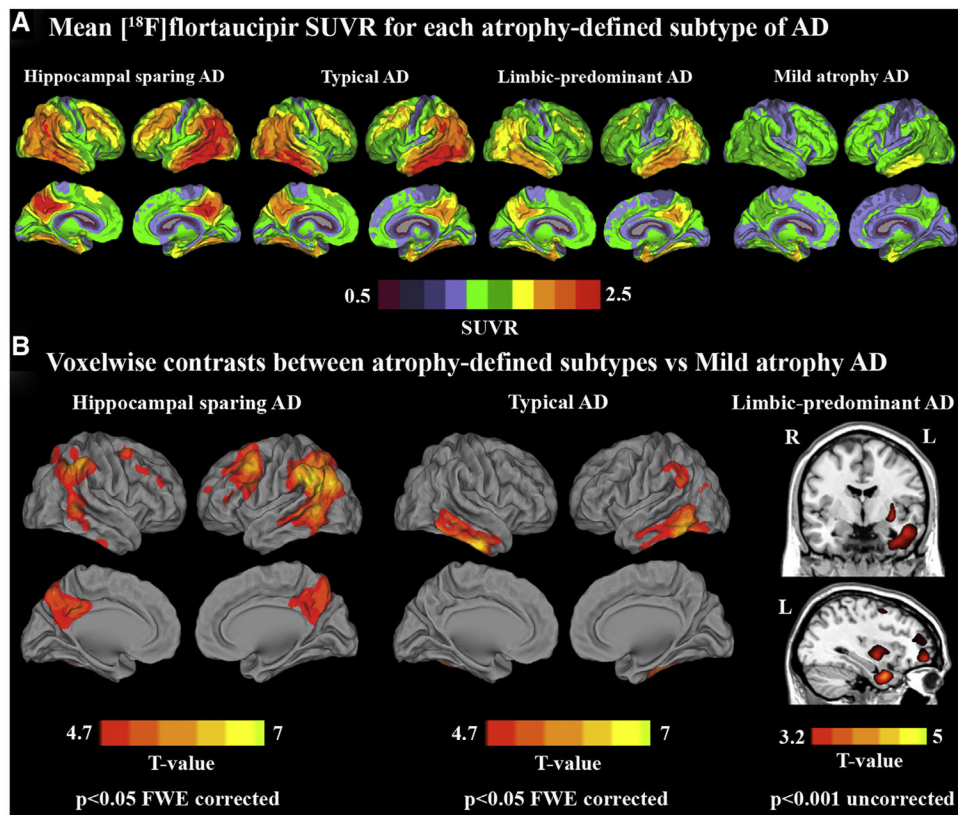 A Mean [¹⁸F]flortaucipir SUVR for each atrophy-defined subtype of AD
Hippocampal sparing AD Typical AD Limbic-predominant AD Mild atrophy AD
0.5 2.5
SUVR
B Voxelwise contrasts between atrophy-defined subtypes vs Mild atrophy AD
Hippocampal sparing AD Typical AD Limbic-predominant AD
R L
L
4.7 7 4.7 7 3.2 5
T-value T-value T-value
p<0.05 FWE corrected p<0.05 FWE corrected p<0.001 uncorrected